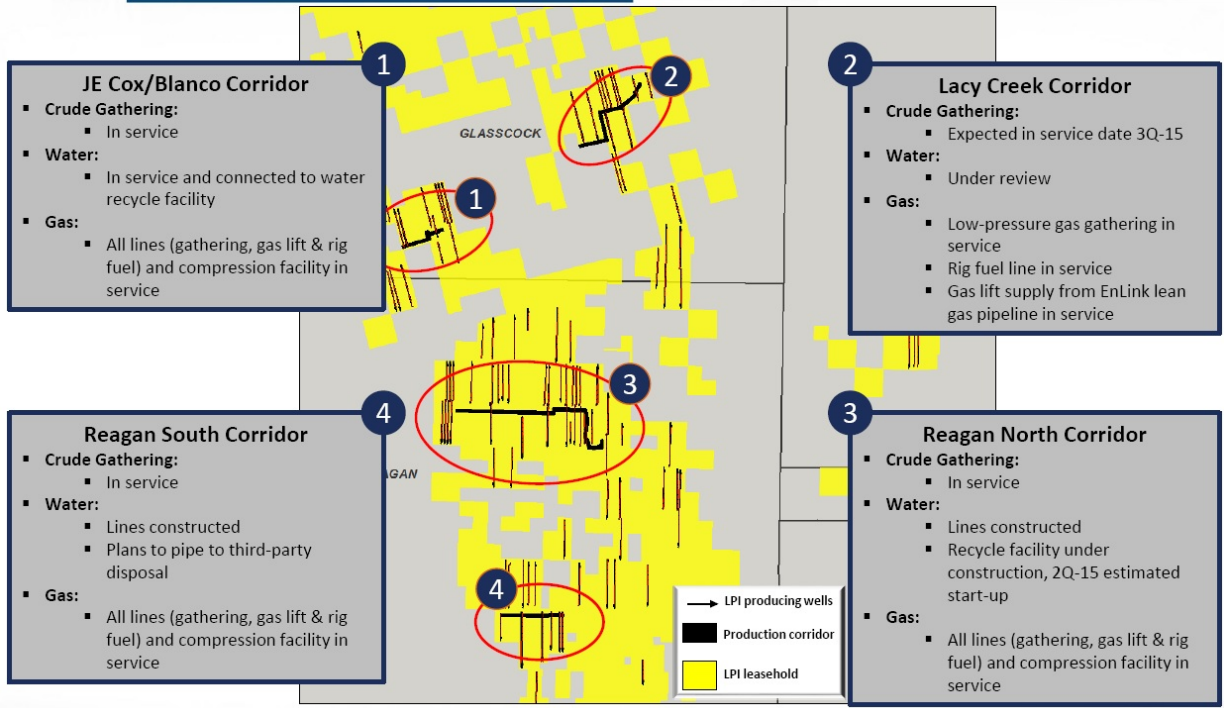 1
JE Cox/Blanco Corridor
▪ Crude Gathering:
▪ In service
▪ Water:
▪ In service and connected to water
recycle facility
▪ Gas:
▪ All lines (gathering, gas lift & rig
fuel) and compression facility in
service
2
Lacy Creek Corridor
▪ Crude Gathering:
▪ Expected in service date 3Q-15
▪ Water:
▪ Under review
▪ Gas:
▪ Low-pressure gas gathering in
service
▪ Rig fuel line in service
▪ Gas lift supply from EnLink lean
gas pipeline in service
2
GLASSCOCK
1
3
AGAN
4
4
Reagan South Corridor
▪ Crude Gathering:
▪ In service
▪ Water:
▪ Lines constructed
▪ Plans to pipe to third-party
disposal
▪ Gas:
▪ All lines (gathering, gas lift & rig
fuel) and compression facility in
service
3
Reagan North Corridor
▪ Crude Gathering:
▪ In service
▪ Water:
▪ Lines constructed
▪ Recycle facility under
construction, 2Q-15 estimated
start-up
▪ Gas:
▪ All lines (gathering, gas lift & rig
fuel) and compression facility in
service
LPI producing wells
Production corridor
LPI leasehold